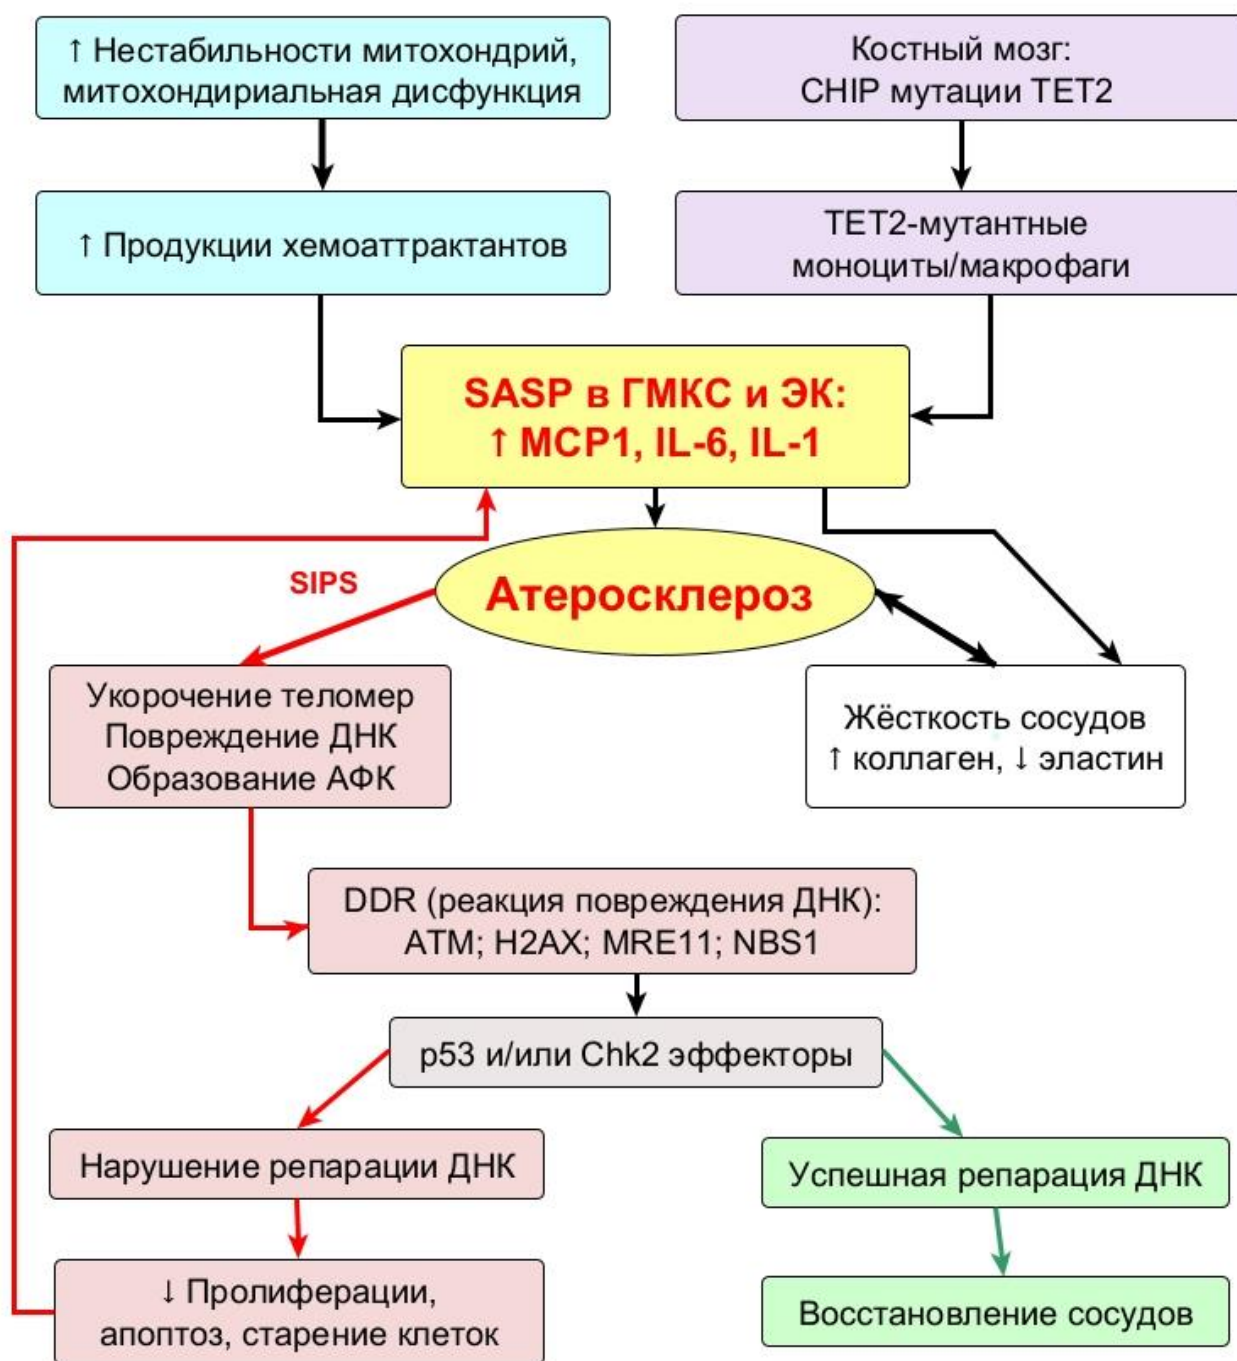 ↑ Нестабильности митохондрий,
митохондириальная дисфункция
Костный мозг:
CHIP мутации TET2
↑ Продукции хемоаттрактантов
TET2-мутантные
моноциты/макрофаги
SASP в ГМКС и ЭК:
↑ MCP1, IL-6, IL-1
SIPS
Атеросклероз
Укорочение теломер
Повреждение ДНК
Образование АФК
Жёсткость сосудов
↑ коллаген, ↓ эластин
DDR (реакция повреждения ДНК):
ATM; H2AX; MRE11; NBS1
p53 и/или Chk2 эффекторы
Нарушение репарации ДНК
Успешная репарация ДНК
↓ Пролиферации,
апоптоз, старение клеток
Восстановление сосудов